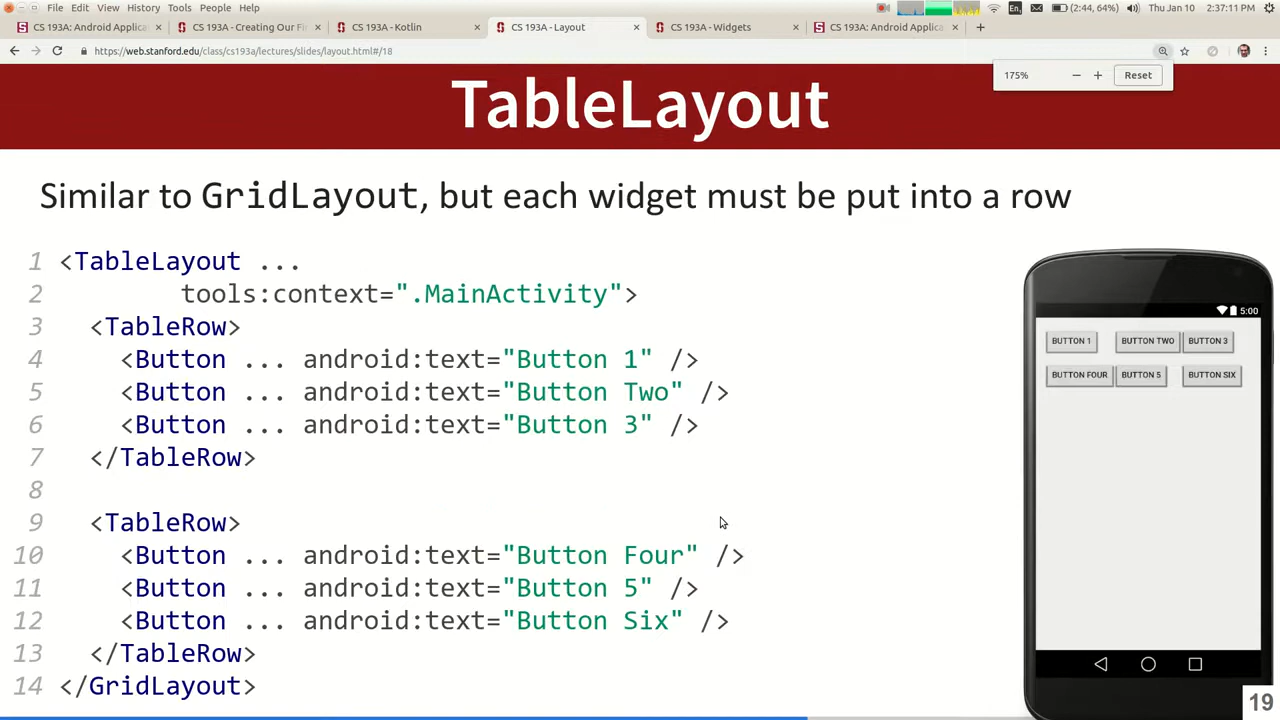 File Edit View History Tools People Help
En (2:44, 64%) Thu Jan 10 2:37:11 PM
CS 193A: Android Applica × CS 193A - Creating Our Fi × CS 193A - Kotlin × CS 193A - Layout × CS 193A - Widgets × CS 193A: Android Applica × +
https://web.stanford.edu/class/cs193a/lectures/slides/layout.html#/18
175% − + Reset
TableLayout
Similar to GridLayout, but each widget must be put into a row
1 <TableLayout ...
2 tools:context=".MainActivity">
3 <TableRow>
4 <Button ... android:text="Button 1" />
5 <Button ... android:text="Button Two" />
6 <Button ... android:text="Button 3" />
7 </TableRow>
8
9 <TableRow>
10 <Button ... android:text="Button Four" />
11 <Button ... android:text="Button 5" />
12 <Button ... android:text="Button Six" />
13 </TableRow>
14 </GridLayout>
5:00
BUTTON 1 BUTTON TWO BUTTON 3
BUTTON FOUR BUTTON 5 BUTTON SIX
19